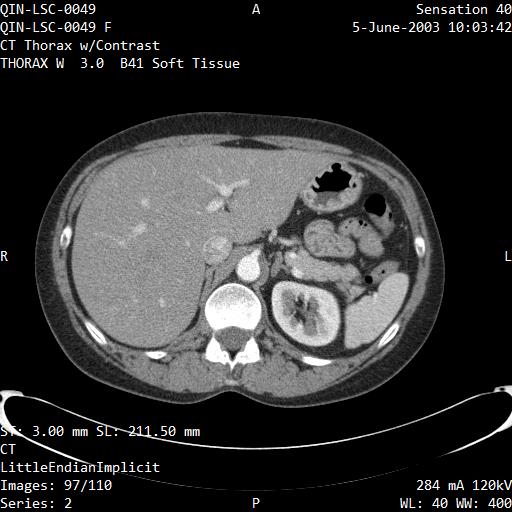 QIN-LSC-0049
A
Sensation 40
QIN-LSC-0049 F
5-June-2003 10:03:42
CT Thorax w/Contrast
THORAX W  3.0  B41 Soft Tissue
R
L
ST: 3.00 mm SL: 211.50 mm
CT
LittleEndianImplicit
Images: 97/110
284 mA 120kV
Series: 2
P
WL: 40 WW: 400